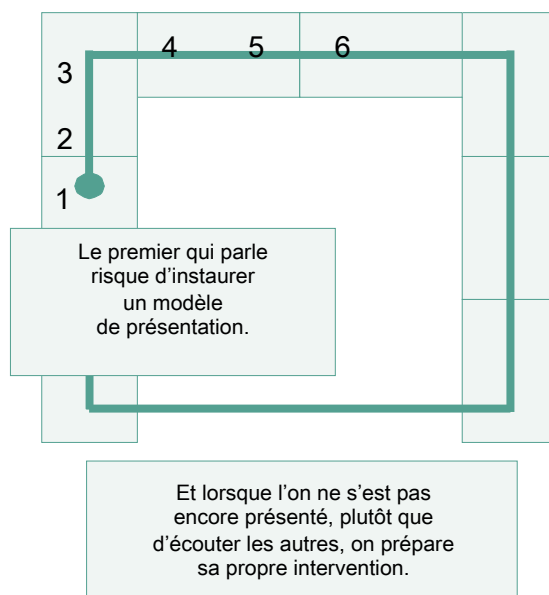 4 5 6
3
2
1
Le premier qui parle
risque d’instaurer
un modèle
de présentation.
Et lorsque l’on ne s’est pas
encore présenté, plutôt que
d’écouter les autres, on prépare
sa propre intervention.